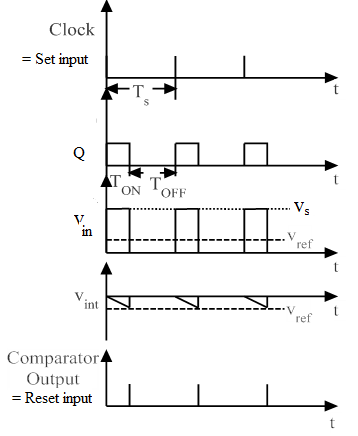 Clock
= Set input
T_s
t
Q
T_ON T_OFF
t
V_in
V_s
V_ref
t
V_int
V_ref
t
Comparator
Output
= Reset input
t